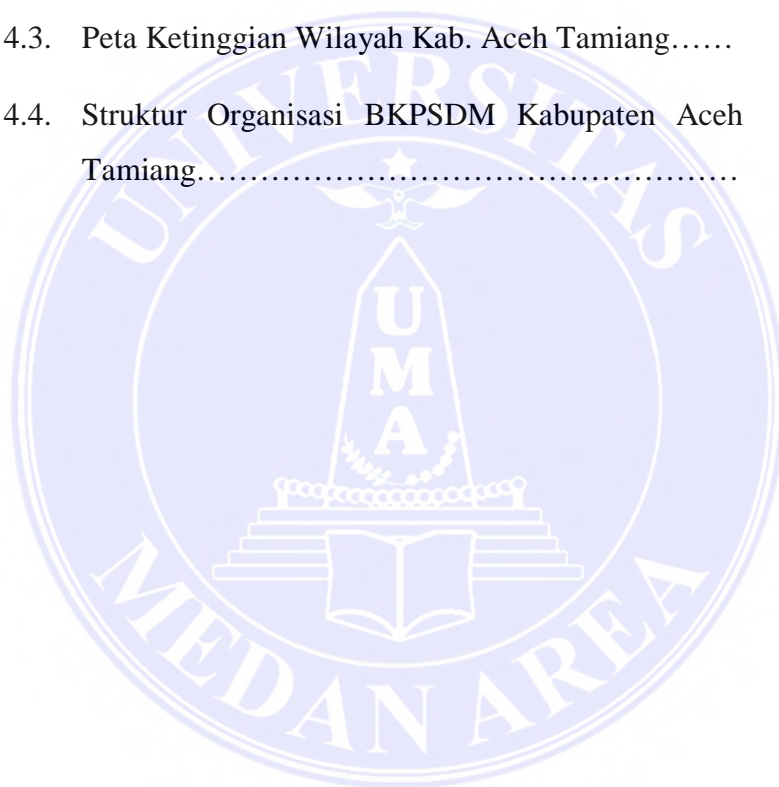 4.3. Peta Ketinggian Wilayah Kab. Aceh Tamiang……
4.4. Struktur Organisasi BKPSDM Kabupaten Aceh
Tamiang……………………………………………
UNIVERSITAS
UMA
MEDAN AREA